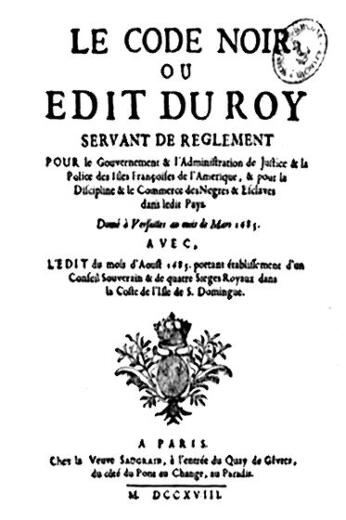 LE CODE NOIR
OU
EDIT DU ROY
SERVANT DE REGLEMENT
POUR le Gouvernement & l'Administration de Justice & la
Police des Isles Françoises de l'Amerique, & pour la
Discipline & le Commerce des Negres & Esclaves
dans ledit Pays.
Donné à Versailles au mois de Mars 1685.
AVEC,
L'EDIT du mois d'Aoust 1685. portant établissement d'un
Conseil Souverain & de quatre Sieges Royaux dans
la Coste de l'Isle de S. Domingue.
A PARIS.
Chez la Veuve SAUGRAIN, à l'entrée du Quay de Gêvres,
du côté du Pont au Change, au Paradis.
M. DCCXVIII.